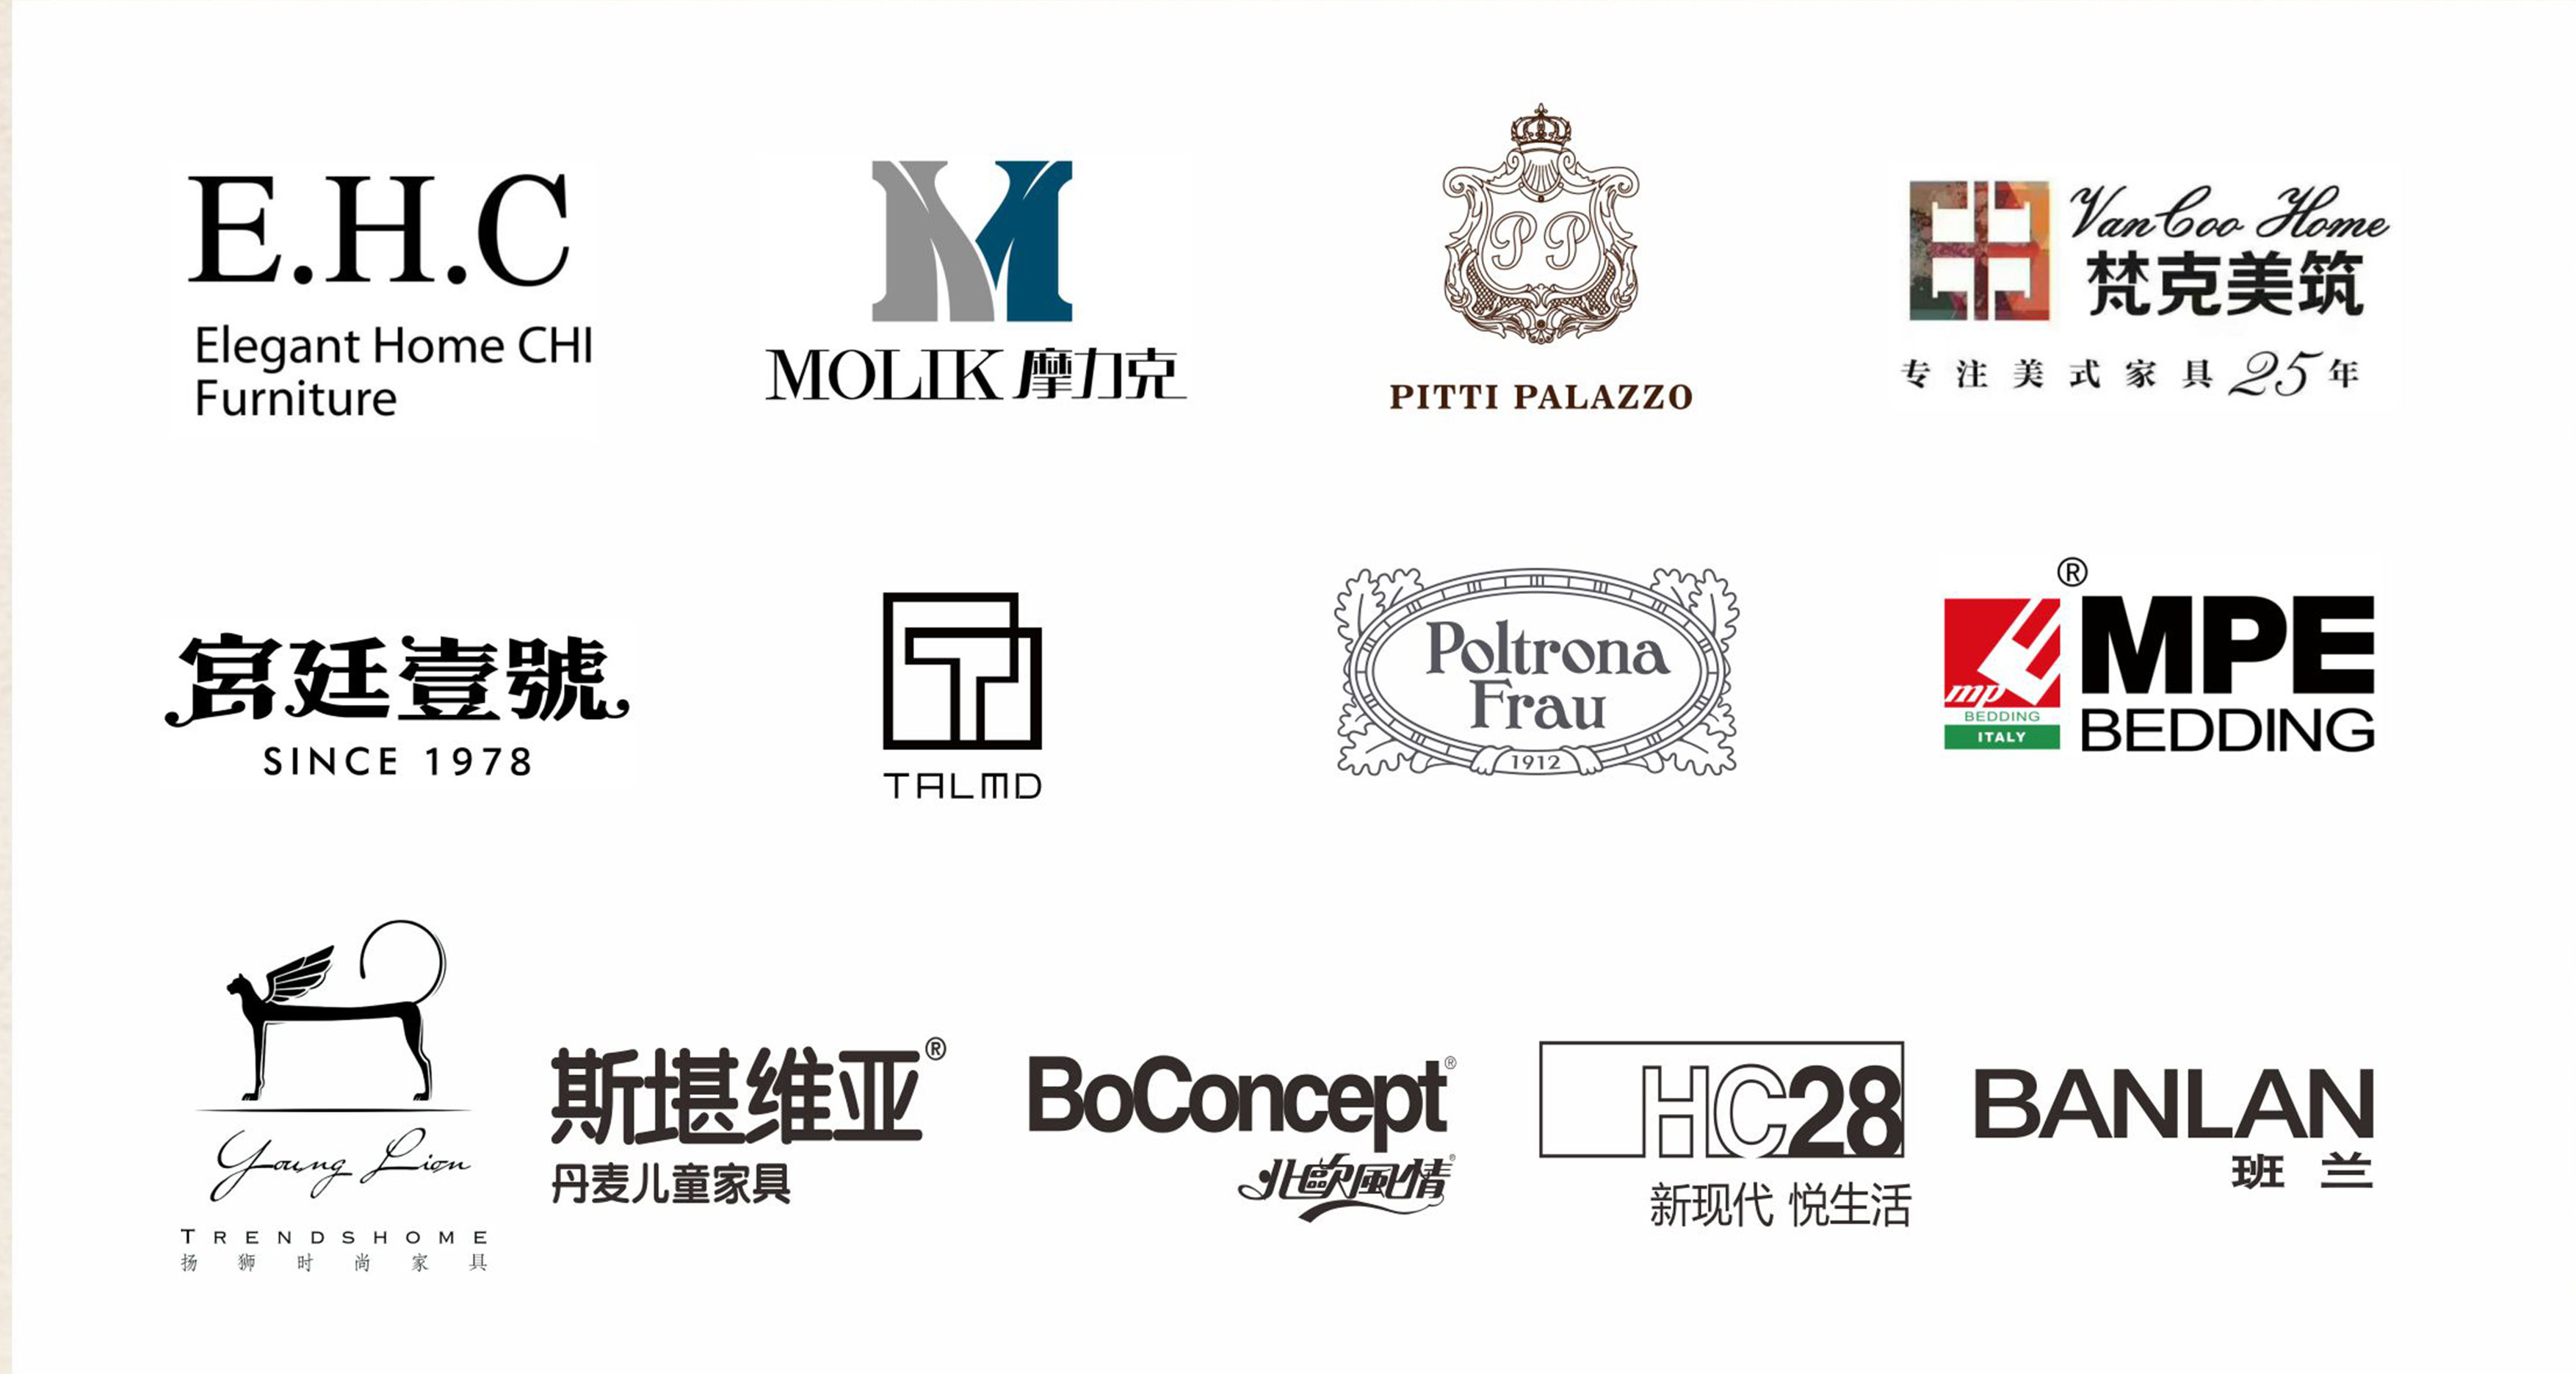 E.H.C
Elegant Home CHI
Furniture
M
MOLIK 摩力克
PP
PITTI PALAZZO
VanCoo Home
梵克美筑
专注美式家具25年
宮廷壹號
SINCE 1978
TALMD
Poltrona
Frau
1912
®
mp
BEDDING
ITALY
MPE
BEDDING
Young Lion
TRENDSHOME
扬狮时尚家具
斯堪维亚®
丹麦儿童家具
BoConcept®
北歐風情®
HC28
新现代 悦生活
BANLAN
班兰